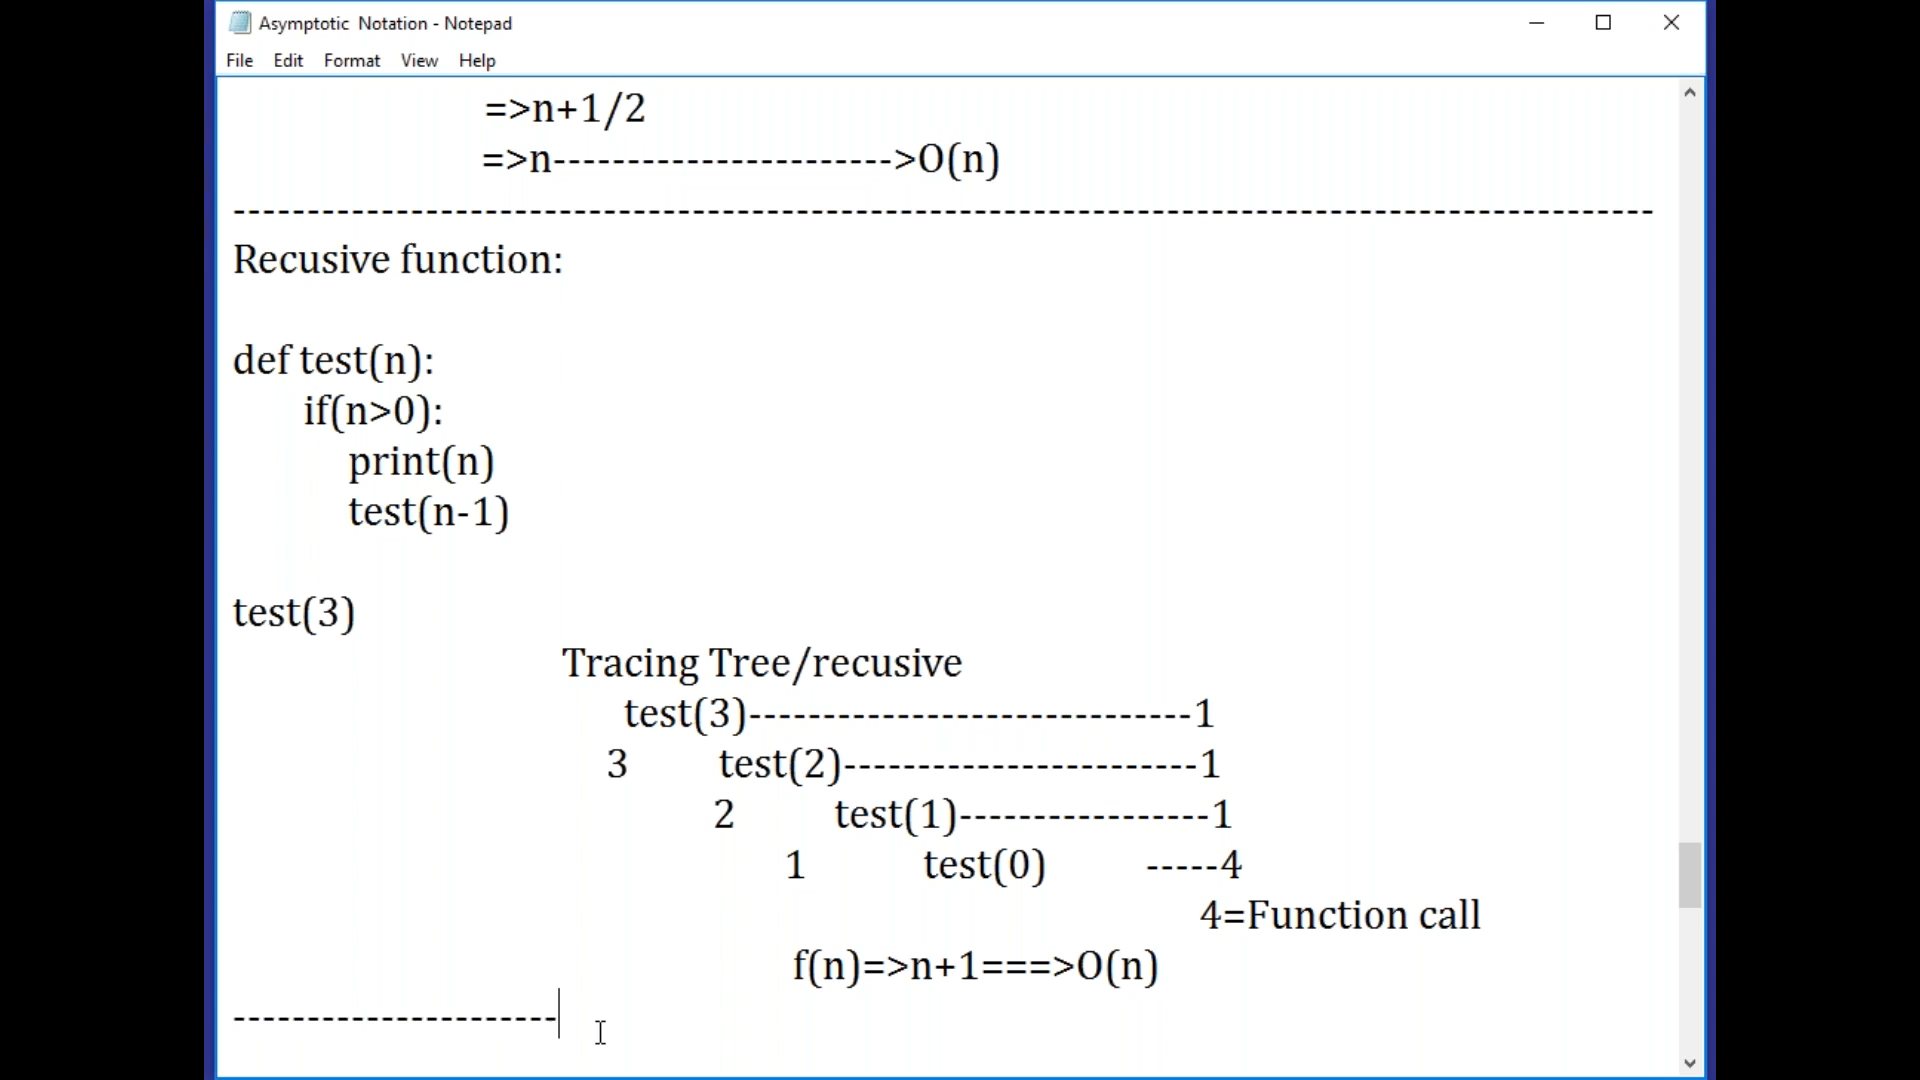 Asymptotic  Notation - Notepad
File Edit Format View Help
=>n+1/2
=>n----------------------->O(n)
------------------------------------------------------------------------------------------------
Recusive function:
def test(n):
if(n>0):
print(n)
test(n-1)
test(3)
Tracing Tree/recusive
test(3)------------------------------1
3 test(2)------------------------1
2 test(1)-----------------1
1 test(0) -----4
4=Function call
f(n)=>n+1===>O(n)
----------------------